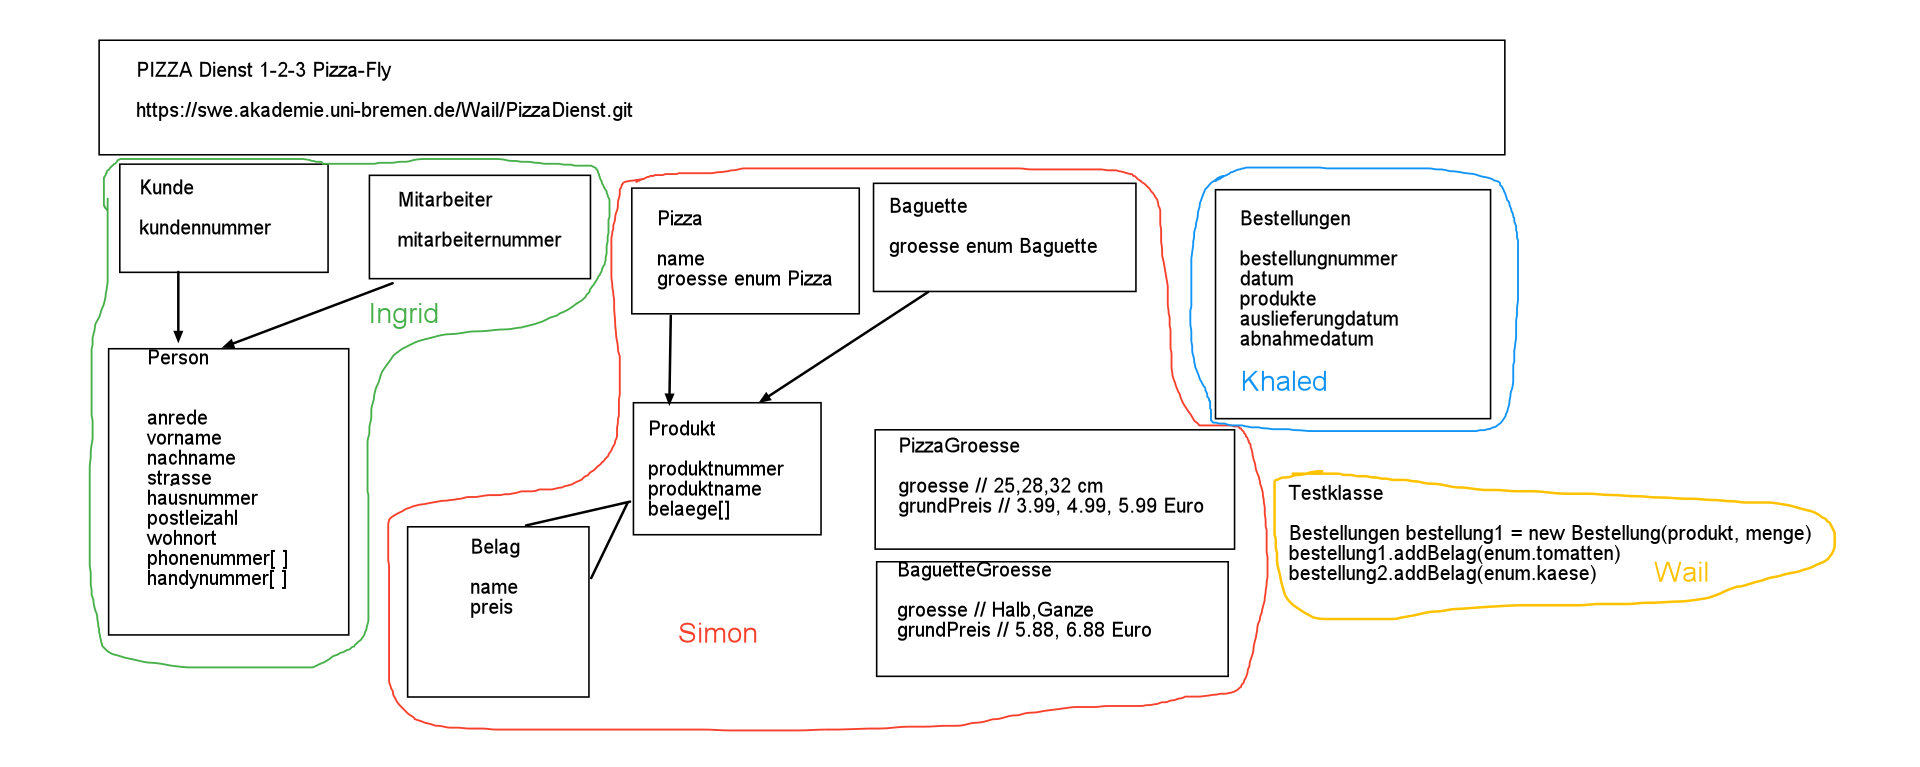 PIZZA Dienst 1-2-3 Pizza-Fly
https://swe.akademie.uni-bremen.de/Wail/PizzaDienst.git
Kunde
kundennummer
Mitarbeiter
mitarbeiternummer
Ingrid
Person
anrede
vorname
nachname
strasse
hausnummer
postleizahl
wohnort
phonenummer[ ]
handynummer[ ]
Pizza
name
groesse enum Pizza
Baguette
groesse enum Baguette
Produkt
produktnummer
produktname
belaege[]
Belag
name
preis
Simon
PizzaGroesse
groesse // 25,28,32 cm
grundPreis // 3.99, 4.99, 5.99 Euro
BaguetteGroesse
groesse // Halb,Ganze
grundPreis // 5.88, 6.88 Euro
Bestellungen
bestellungnummer
datum
produkte
auslieferungdatum
abnahmedatum
Khaled
Testklasse
Bestellungen bestellung1 = new Bestellung(produkt, menge)
bestellung1.addBelag(enum.tomatten)
bestellung2.addBelag(enum.kaese)
Wail